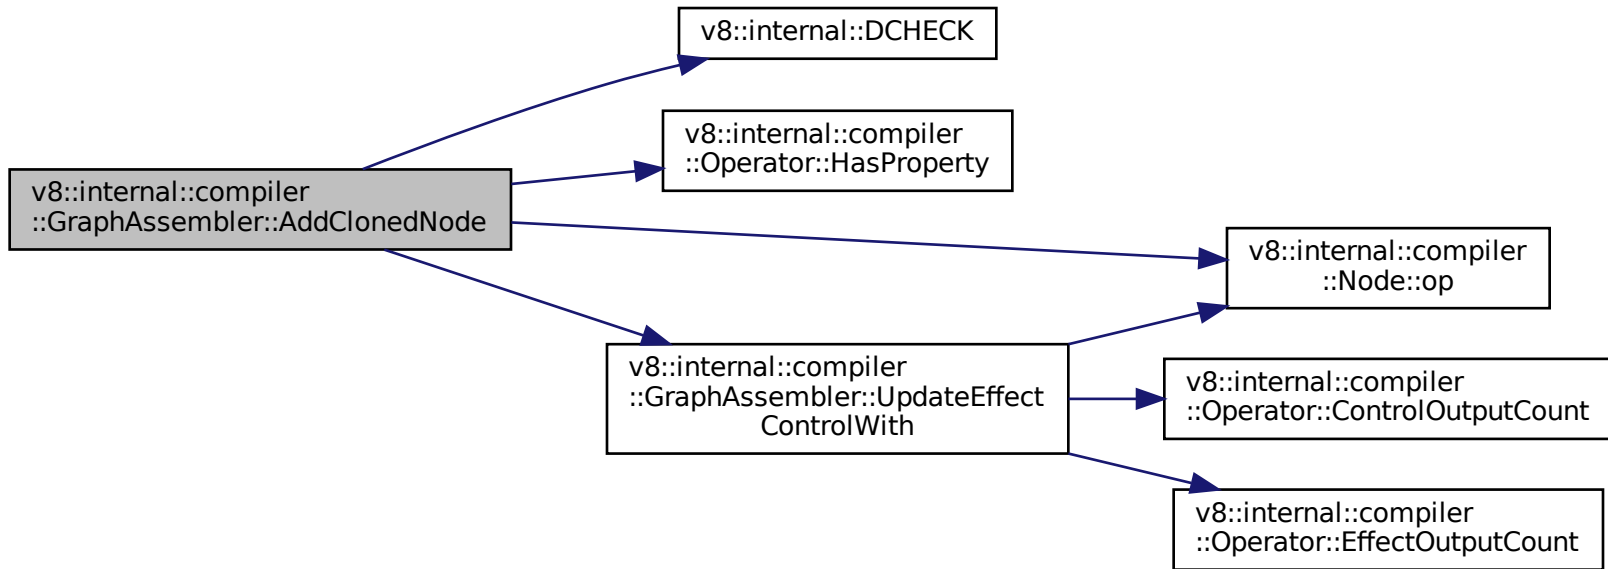 v8::internal::DCHECK
v8::internal::compiler
::Operator::HasProperty
v8::internal::compiler
::GraphAssembler::AddClonedNode
v8::internal::compiler
::Node::op
v8::internal::compiler
::GraphAssembler::UpdateEffect
ControlWith
v8::internal::compiler
::Operator::ControlOutputCount
v8::internal::compiler
::Operator::EffectOutputCount